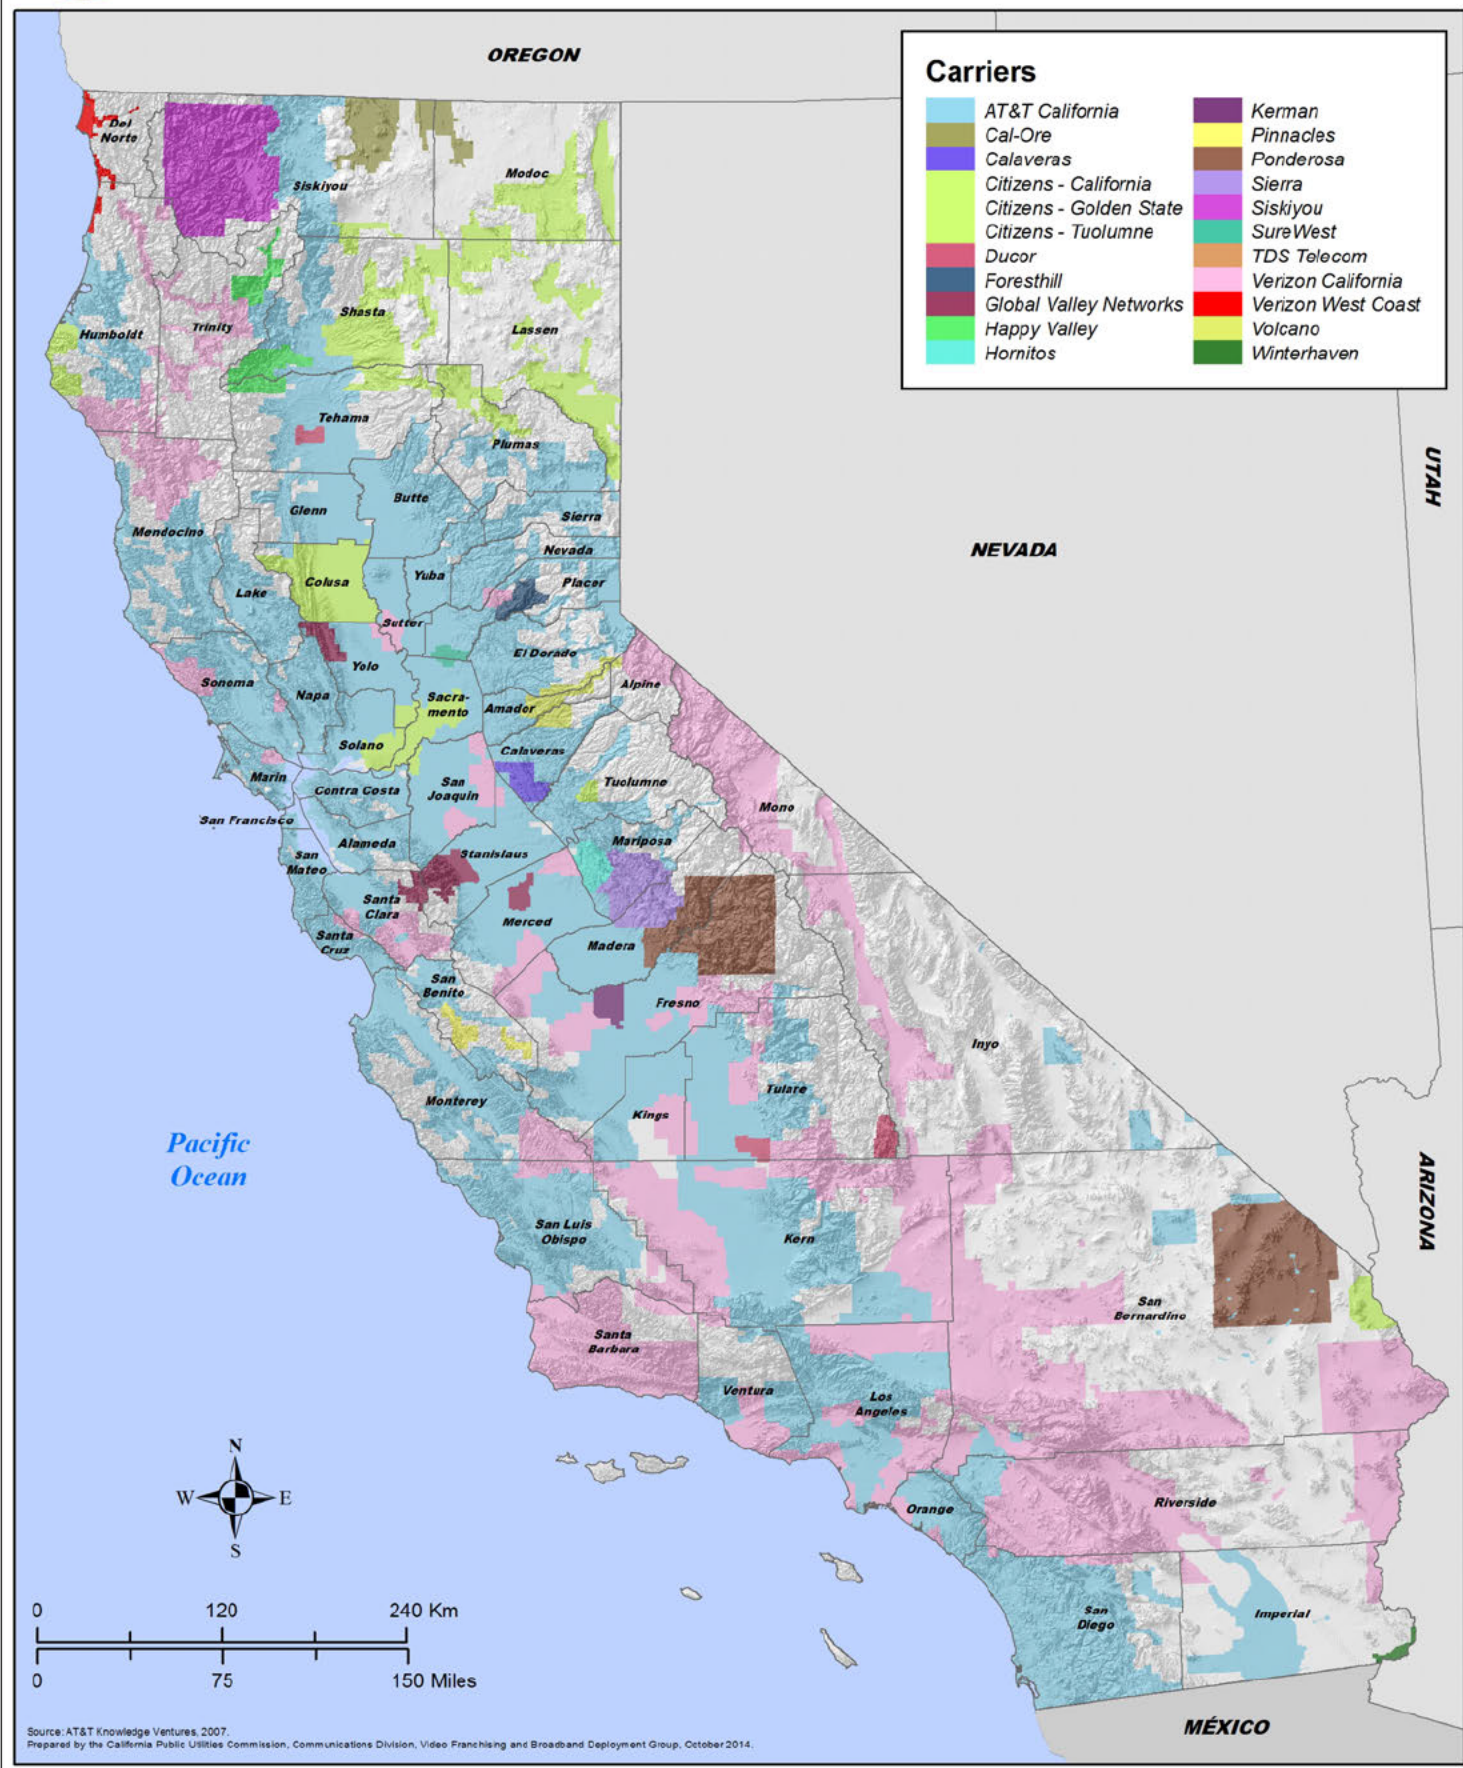 OREGON
Carriers
AT&T California
Cal-Ore
Calaveras
Citizens - California
Citizens - Golden State
Citizens - Tuolumne
Ducor
Foresthill
Global Valley Networks
Happy Valley
Hornitos
Kerman
Pinnacles
Ponderosa
Sierra
Siskiyou
SureWest
TDS Telecom
Verizon California
Verizon West Coast
Volcano
Winterhaven
Del
Norte
Siskiyou
Modoc
Humboldt
Trinity
Shasta
Lassen
Tehama
Plumas
UTAH
Glenn
Butte
Sierra
Mendocino
Nevada
NEVADA
Lake
Colusa
Yuba
Placer
Sutter
Yolo
El Dorado
Sonoma
Napa
Sacra-
mento
Amador
Alpine
Solano
Calaveras
Marin
Contra Costa
San
Joaquin
Tuolumne
Mono
San Francisco
Alameda
Mariposa
San
Mateo
Stanislaus
Santa
Clara
Merced
Santa
Cruz
Madera
San
Benito
Fresno
Inyo
Monterey
Kings
Tulare
Pacific
Ocean
ARIZONA
San Luis
Obispo
Kern
San
Bernardino
Santa
Barbara
Ventura
Los
Angeles
N
W
E
S
Orange
Riverside
San
Diego
Imperial
0
120
240 Km
0
75
150 Miles
MÉXICO
Source: AT&T Knowledge Ventures, 2007.
Prepared by the California Public Utilities Commission, Communications Division, Video Franchising and Broadband Deployment Group, October 2014.